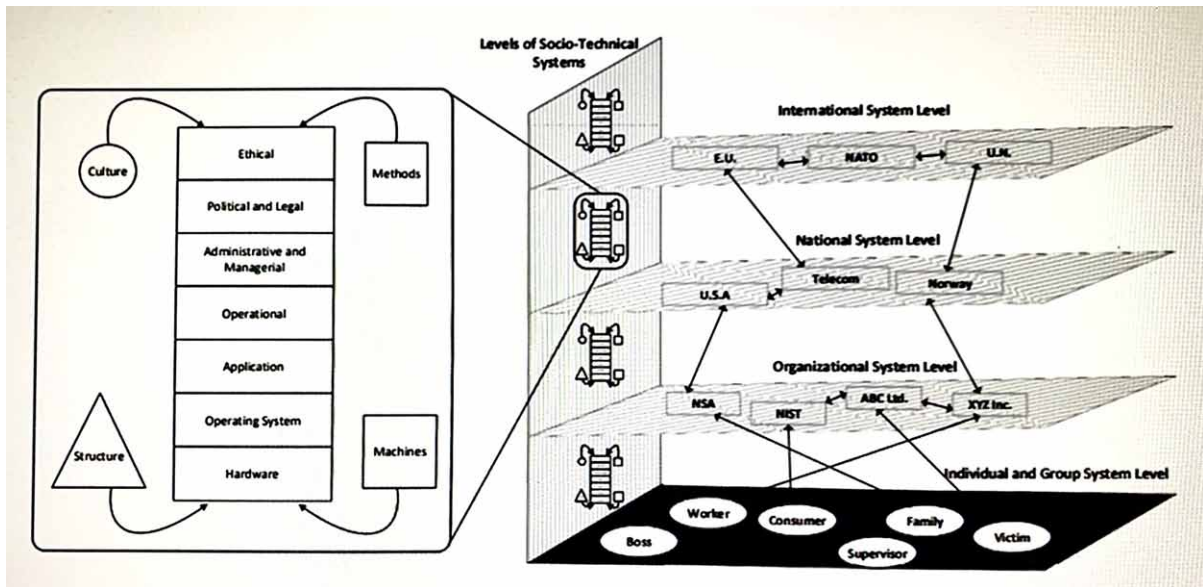 Levels of Socio-Technical
Systems
Culture
Methods
Ethical
Political and Legal
Administrative and
Managerial
Operational
Application
Operating System
Hardware
Structure
Machines
International System Level
E.U.
NATO
U.N.
National System Level
U.S.A
Telecom
Norway
Organizational System Level
NSA
NIST
ABC Ltd.
XYZ Inc.
Individual and Group System Level
Boss
Worker
Consumer
Supervisor
Family
Victim